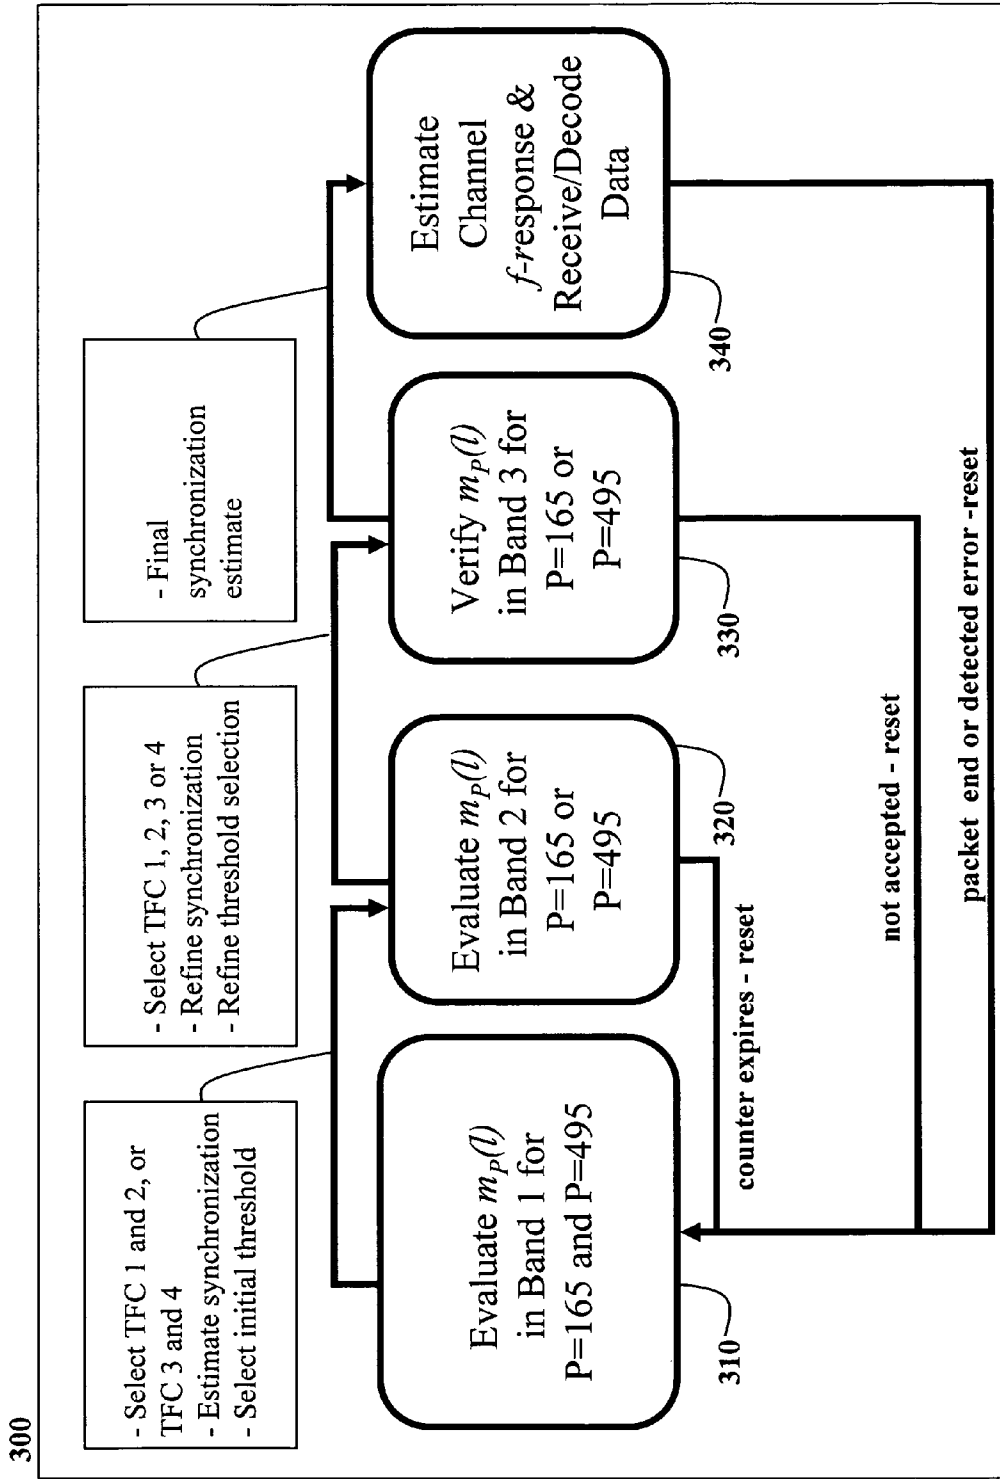 300
- Select TFC 1 and 2, or
TFC 3 and 4
- Estimate synchronization
- Select initial threshold
- Select TFC 1, 2, 3 or 4
- Refine synchronization
- Refine threshold selection
- Final
synchronization
estimate
Evaluate m_P(l)
in Band 1 for
P=165 and P=495
310
Evaluate m_P(l)
in Band 2 for
P=165 or
P=495
320
Verify m_P(l)
in Band 3 for
P=165 or
P=495
330
Estimate
Channel
f-response &
Receive/Decode
Data
340
counter expires - reset
not accepted - reset
packet end or detected error -reset